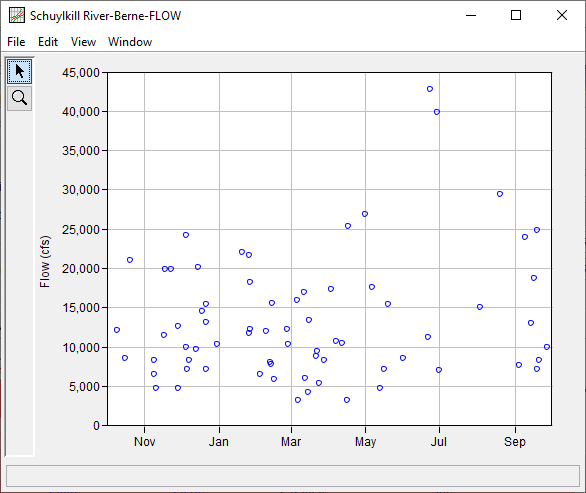 Schuylkill River-Berne-FLOW
File Edit View Window
45,000
40,000
35,000
30,000
25,000
20,000
15,000
10,000
5,000
0
Flow (cfs)
Nov Jan Mar May Jul Sep